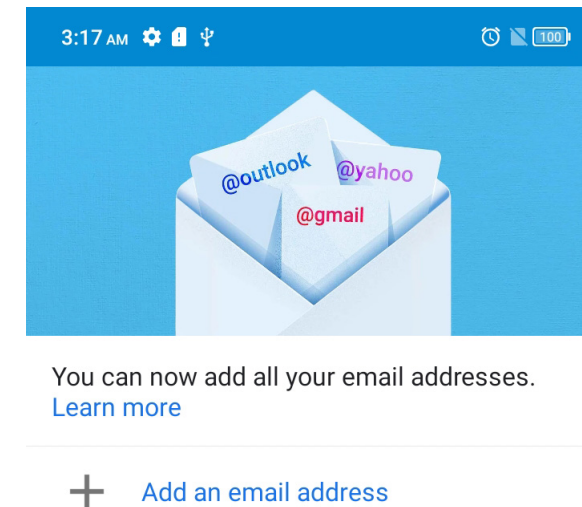 3:17 AM
100
@outlook
@yahoo
@gmail
You can now add all your email addresses.
Learn more
Add an email address